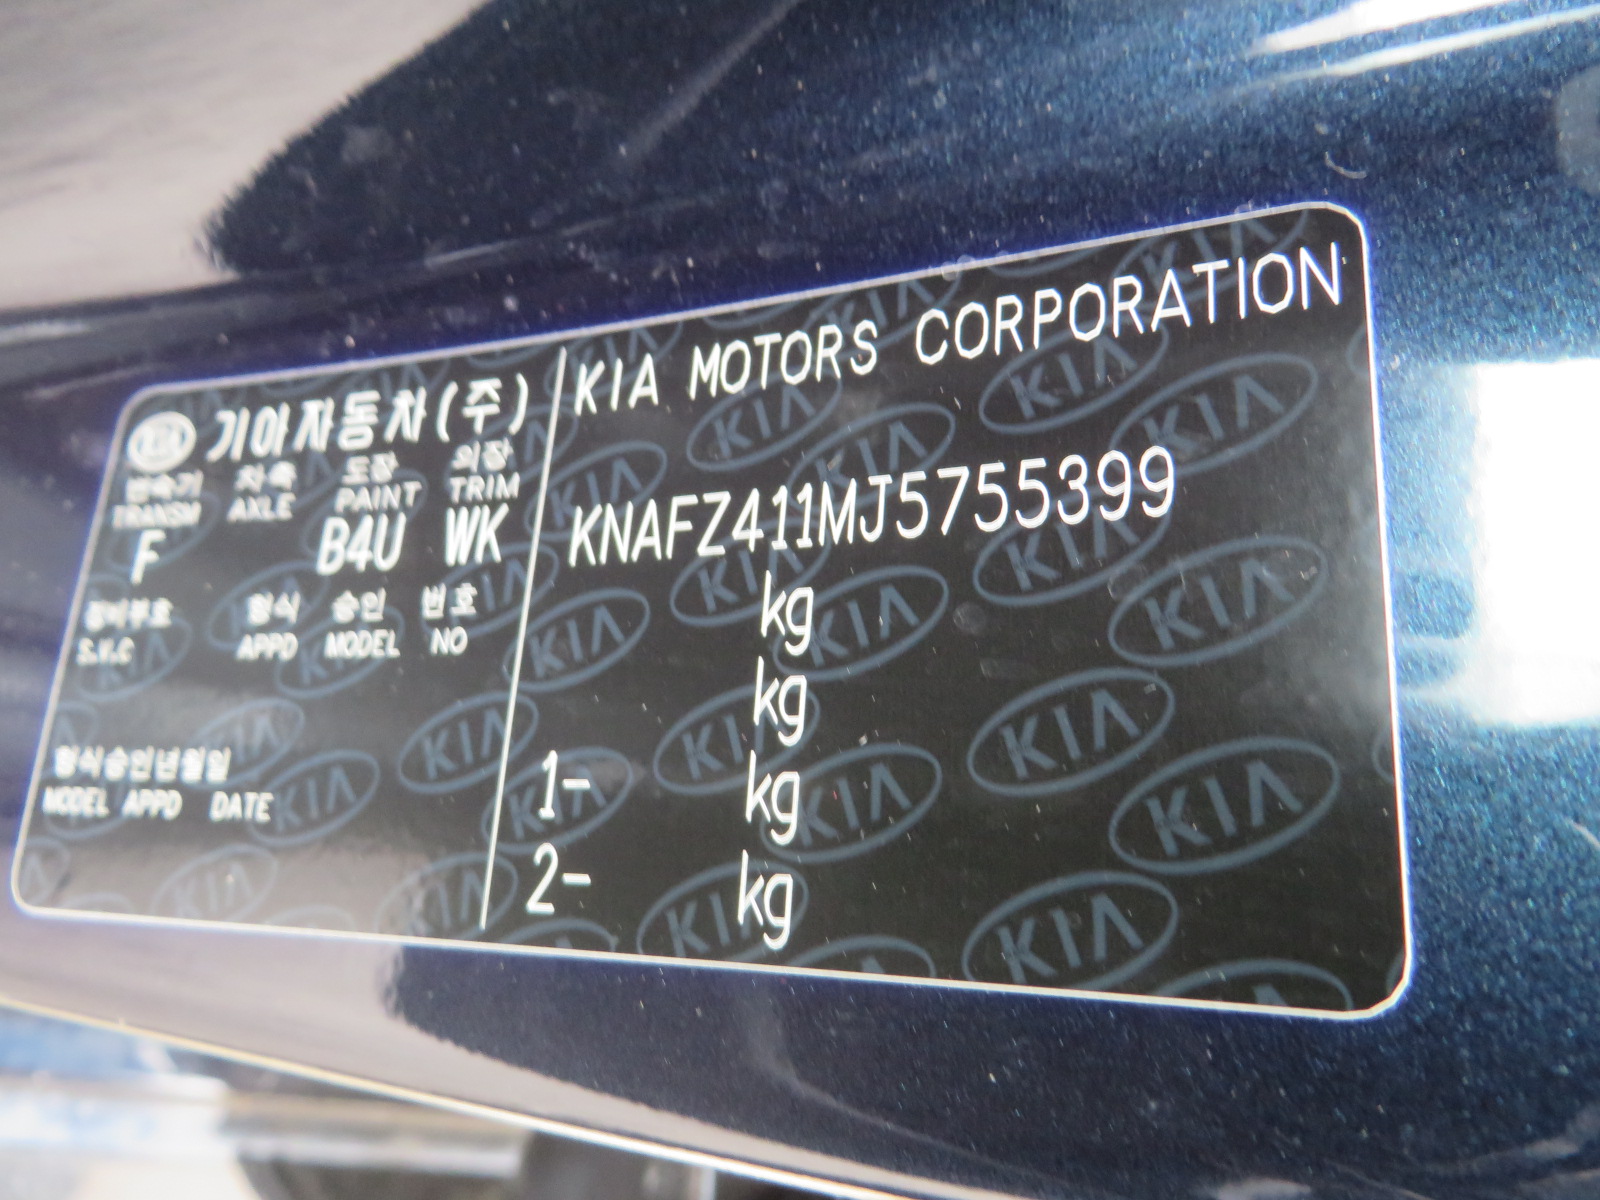 KIA 기아자동차(주)
변속기 차축 도장 의장
TRANSM AXLE PAINT TRIM
F B4U WK
정비부호 형식 승인 번호
S.V.C APPD MODEL NO
형식승인년월일
MODEL APPD DATE
KIA MOTORS CORPORATION
KNAFZ411MJ5755399
kg
kg
1- kg
2- kg